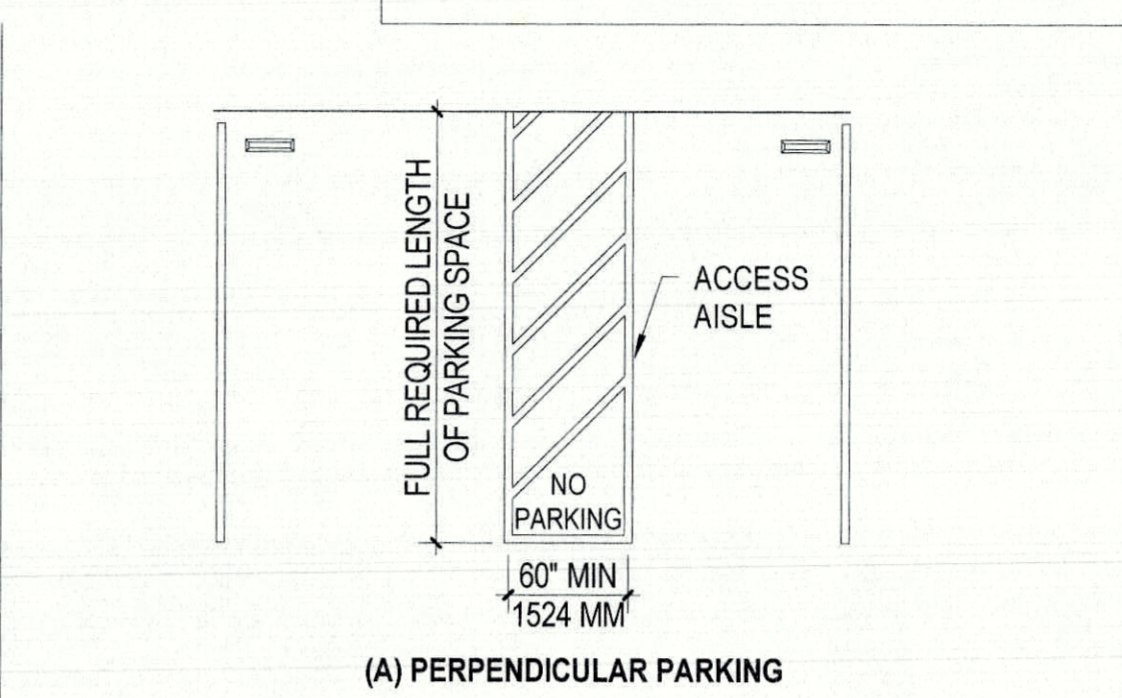 FULL REQUIRED LENGTH
OF PARKING SPACE
ACCESS
AISLE
NO
PARKING
60" MIN
1524 MM
(A) PERPENDICULAR PARKING